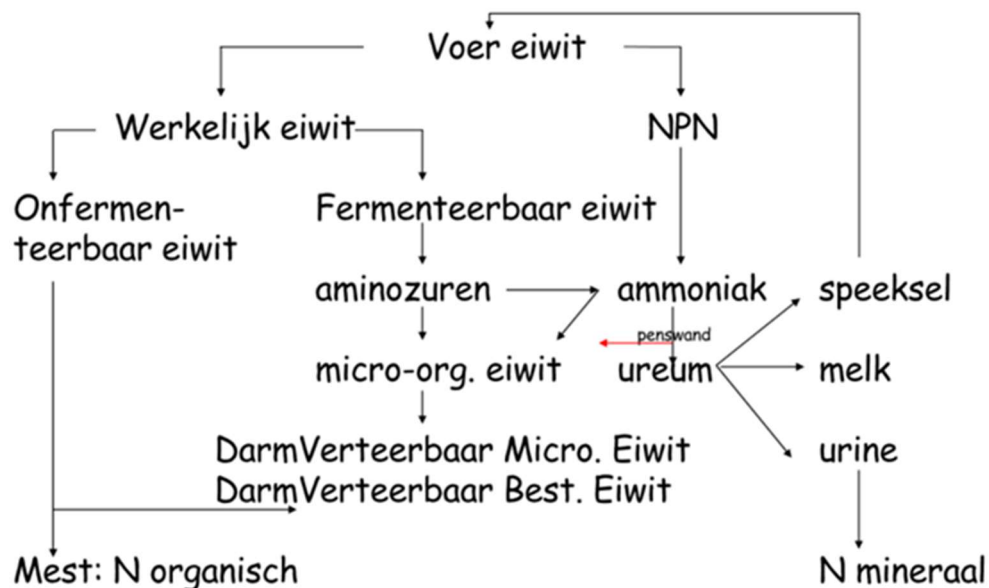 Voer eiwit
Werkelijk eiwit
NPN
Onfermen-
teerbaar eiwit
Fermenteerbaar eiwit
aminozuren
ammoniak
speeksel
penswand
micro-org. eiwit
ureum
melk
DarmVerteerbaar Micro. Eiwit
urine
DarmVerteerbaar Best. Eiwit
Mest: N organisch
N mineraal